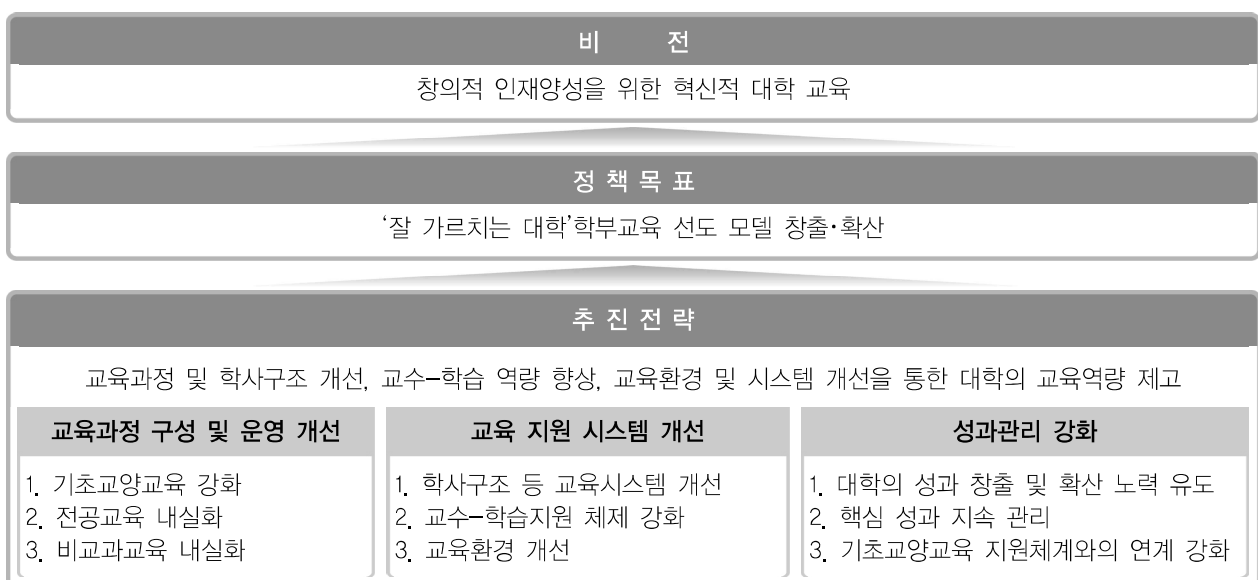 비 전
창의적 인재양성을 위한 혁신적 대학 교육
정 책 목 표
‘잘 가르치는 대학’학부교육 선도 모델 창출·확산
추 진 전 략
교육과정 및 학사구조 개선, 교수-학습 역량 향상, 교육환경 및 시스템 개선을 통한 대학의 교육역량 제고
교육과정 구성 및 운영 개선
1. 기초교양교육 강화
2. 전공교육 내실화
3. 비교과교육 내실화
교육 지원 시스템 개선
1. 학사구조 등 교육시스템 개선
2. 교수-학습지원 체제 강화
3. 교육환경 개선
성과관리 강화
1. 대학의 성과 창출 및 확산 노력 유도
2. 핵심 성과 지속 관리
3. 기초교양교육 지원체계와의 연계 강화